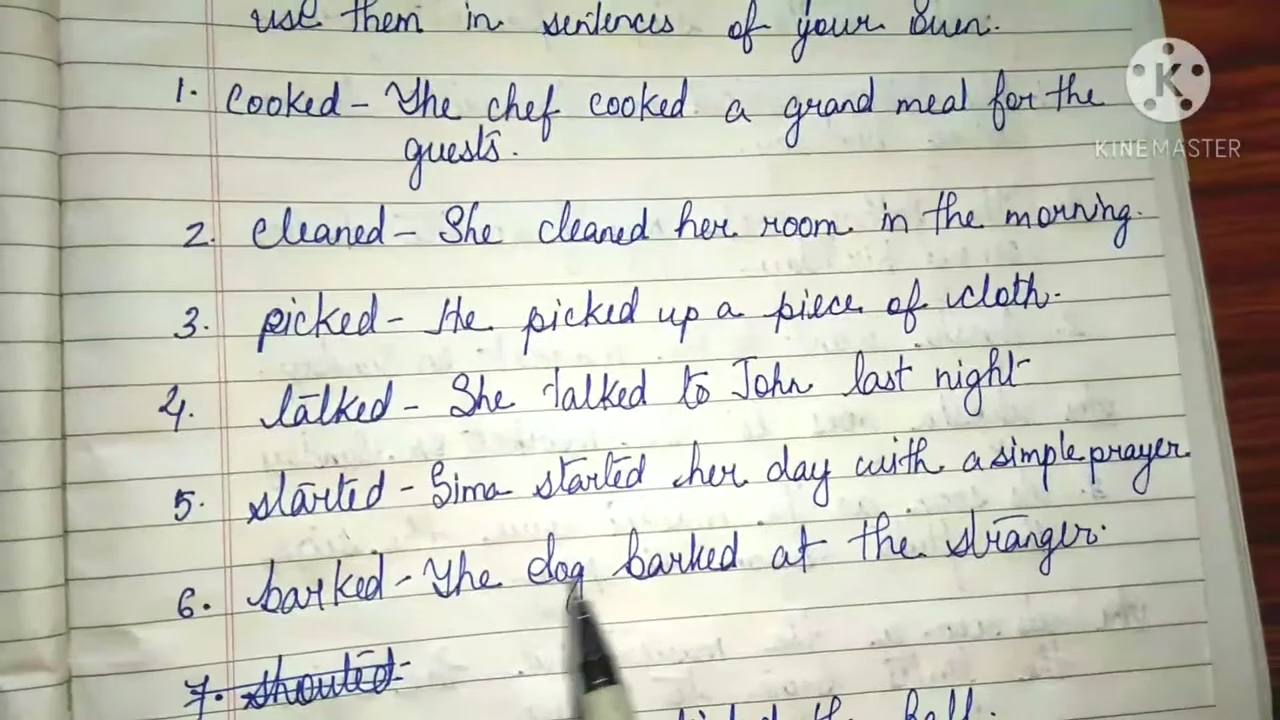 use them in sentences of your own.
1. Cooked - The chef cooked a grand meal for the
guests.
2. cleaned - She cleaned her room in the morning.
3. picked - He picked up a piece of cloth.
4. talked - She talked to John last night
5. started - Sima started her day with a simple prayer
6. barked - The dog barked at the stranger.
7. shouted-
the ball.
K
KINEMASTER